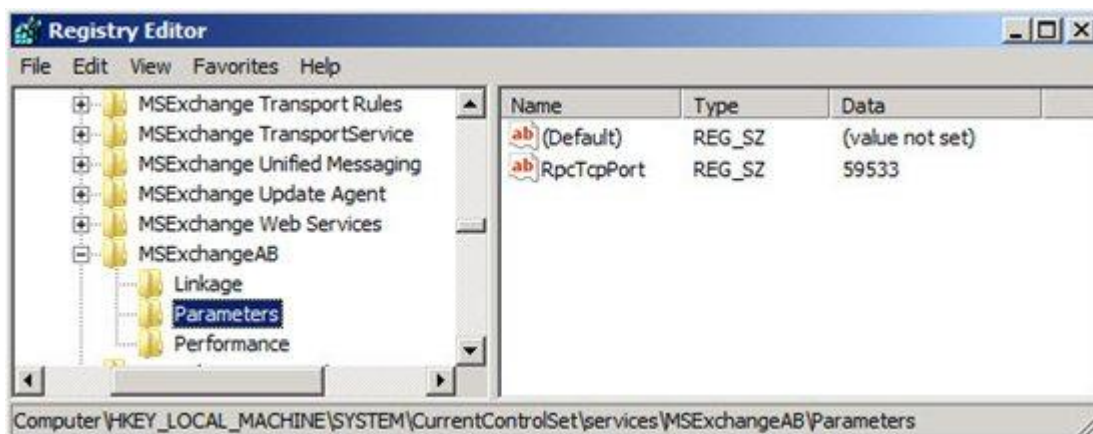 Registry Editor
File Edit View Favorites Help
MSExchange Transport Rules
MSExchange TransportService
MSExchange Unified Messaging
MSExchange Update Agent
MSExchange Web Services
MSExchangeAB
Linkage
Parameters
Performance
Name Type Data
ab (Default) REG_SZ (value not set)
ab RpcTcpPort REG_SZ 59533
Computer\HKEY_LOCAL_MACHINE\SYSTEM\CurrentControlSet\services\MSExchangeAB\Parameters